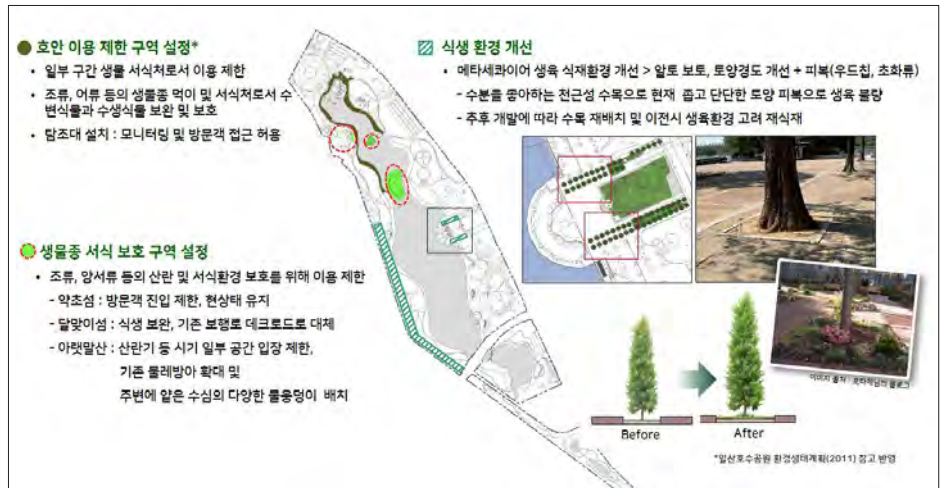 호안 이용 제한 구역 설정*
• 일부 구간 생물 서식처로서 이용 제한
• 조류, 어류 등의 생물종 먹이 및 서식처로서 수
변식물과 수생식물 보완 및 보호
• 탐조대 설치 : 모니터링 및 방문객 접근 허용
생물종 서식 보호 구역 설정
• 조류, 양서류 등의 산란 및 서식환경 보호를 위해 이용 제한
- 약초섬 : 방문객 진입 제한, 현상태 유지
- 달맞이섬 : 식생 보완, 기존 보행로 데크로드로 대체
- 아랫말산 : 산란기 등 시기 일부 공간 입장 제한,
기존 물레방아 확대 및
주변에 얕은 수심의 다양한 물웅덩이 배치
식생 환경 개선
• 메타세콰이어 생육 식재환경 개선 > 알토 보토, 토양경도 개선 + 피복(우드칩, 초화류)
- 수분을 좋아하는 천근성 수목으로 현재 좁고 단단한 토양 피복으로 생육 불량
- 추후 개발에 따라 수목 재배치 및 이전시 생육환경 고려 재식재
이미지 출처 :
Before
After
*일산호수공원 환경생태계획(2011) 참고 반영